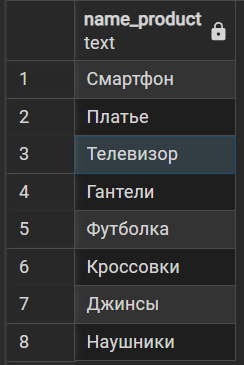 name_product
text
1 Смартфон
2 Платье
3 Телевизор
4 Гантели
5 Футболка
6 Кроссовки
7 Джинсы
8 Наушники